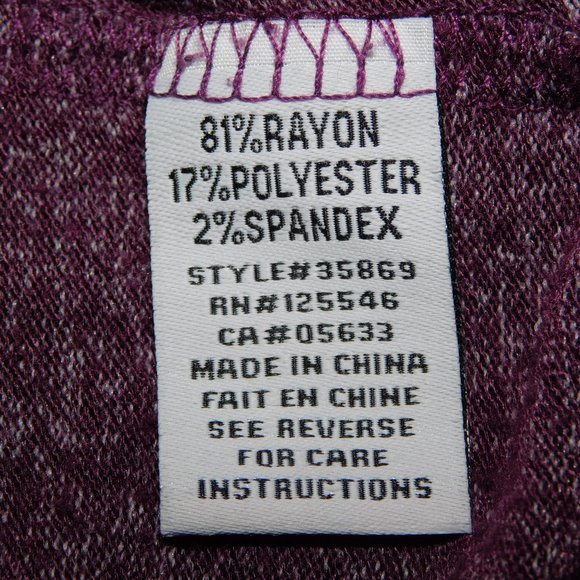 81%RAYON
17%POLYESTER
2%SPANDEX
STYLE#35869
RN#125546
CA#05633
MADE IN CHINA
FAIT EN CHINE
SEE REVERSE
FOR CARE
INSTRUCTIONS